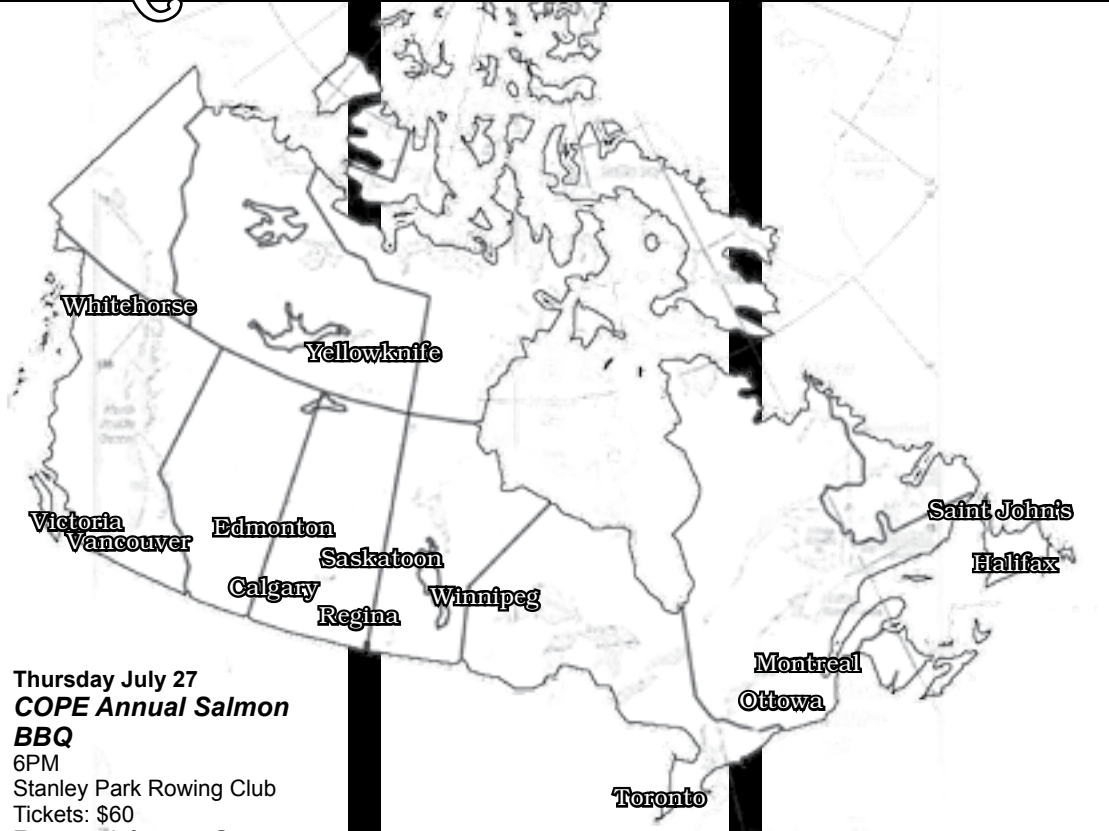 Whitehorse
Yellowknife
Victoria
Vancouver
Edmonton
Saskatoon
Calgary
Regina
Winnipeg
Saint John's
Halifax
Montreal
Ottowa
Toronto
Thursday July 27
COPE Annual Salmon
BBQ
6PM
Stanley Park Rowing Club
Tickets: $60